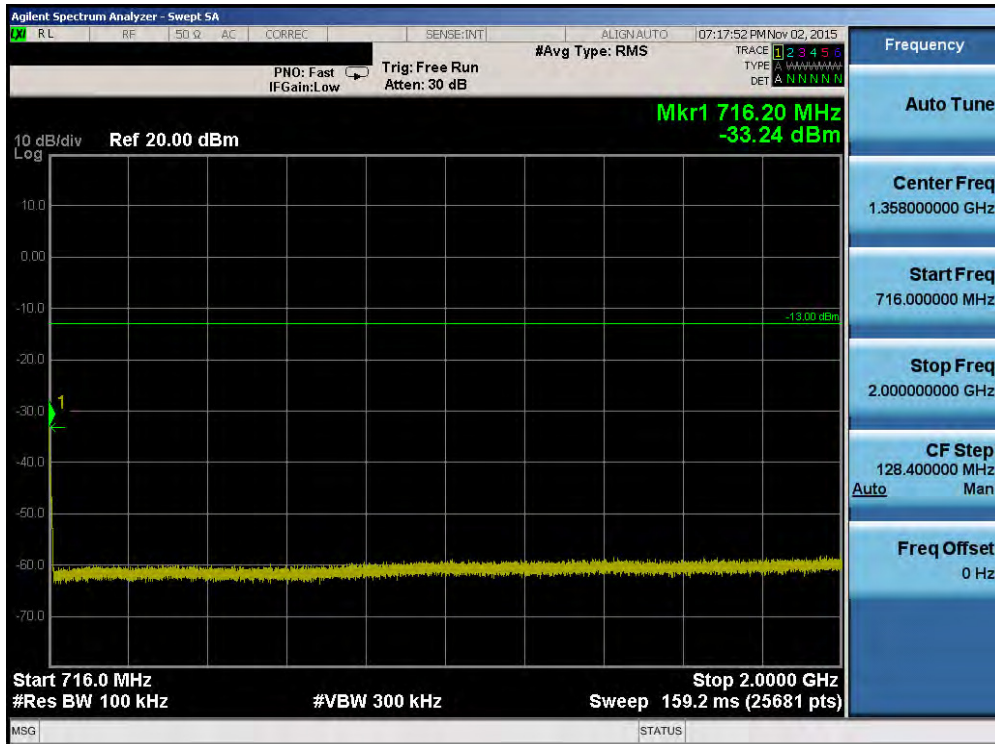 Agilent Spectrum Analyzer - Swept SA
LXI RL RF 50 Ω AC CORREC SENSE:INT ALIGN AUTO 07:17:52 PM Nov 02, 2015
#Avg Type: RMS
TRACE 1 2 3 4 5 6
PNO: Fast Trig: Free Run
TYPE A WWWWW
IFGain:Low Atten: 30 dB
DET A N N N N N
Mkr1 716.20 MHz
-33.24 dBm
10 dB/div Ref 20.00 dBm
Log
10.0
0.00
-10.0
-13.00 dBm
-20.0
-30.0
1
-40.0
-50.0
-60.0
-70.0
Start 716.0 MHz Stop 2.0000 GHz
#Res BW 100 kHz #VBW 300 kHz Sweep 159.2 ms (25681 pts)
MSG STATUS
Frequency
Auto Tune
Center Freq
1.358000000 GHz
Start Freq
716.000000 MHz
Stop Freq
2.000000000 GHz
CF Step
128.400000 MHz
Auto Man
Freq Offset
0 Hz